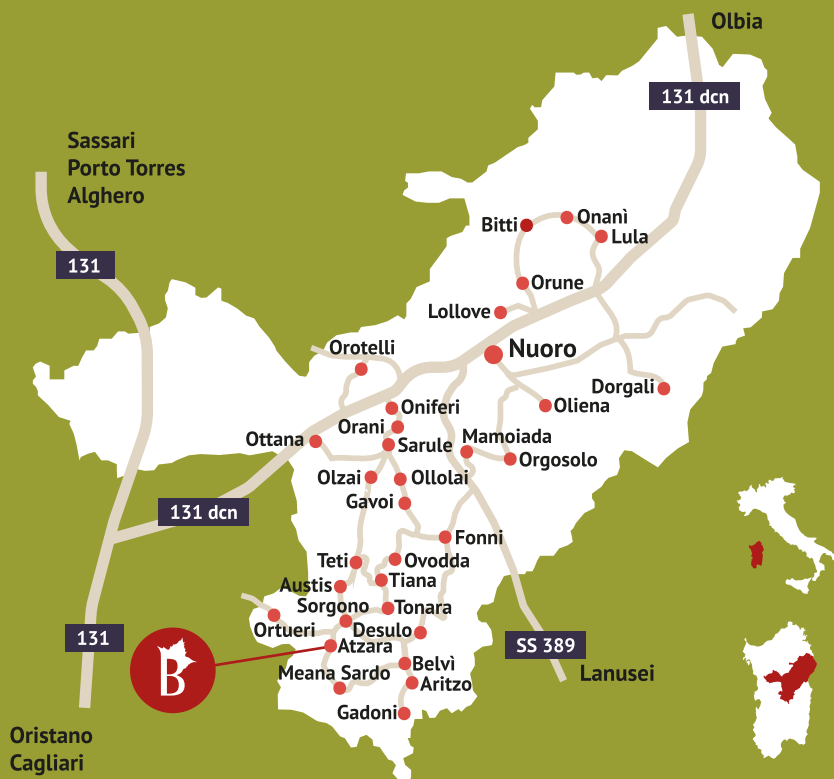 Olbia
131 dcn
Sassari
Porto Torres
Alghero
131
Onanì
Bitti
Lula
Orune
Lollove
Orotelli
Nuoro
Dorgali
Oniferi
Oliena
Orani
Ottana
Sarule
Mamoiada
Orgosolo
Olzai
Ollolai
Gavoi
131 dcn
Fonni
Teti
Ovodda
Tiana
Austis
Sorgono
Tonara
Ortueri
Desulo
131
SS 389
Atzara
B
Belvì
Meana Sardo
Lanusei
Aritzo
Gadoni
Oristano
Cagliari